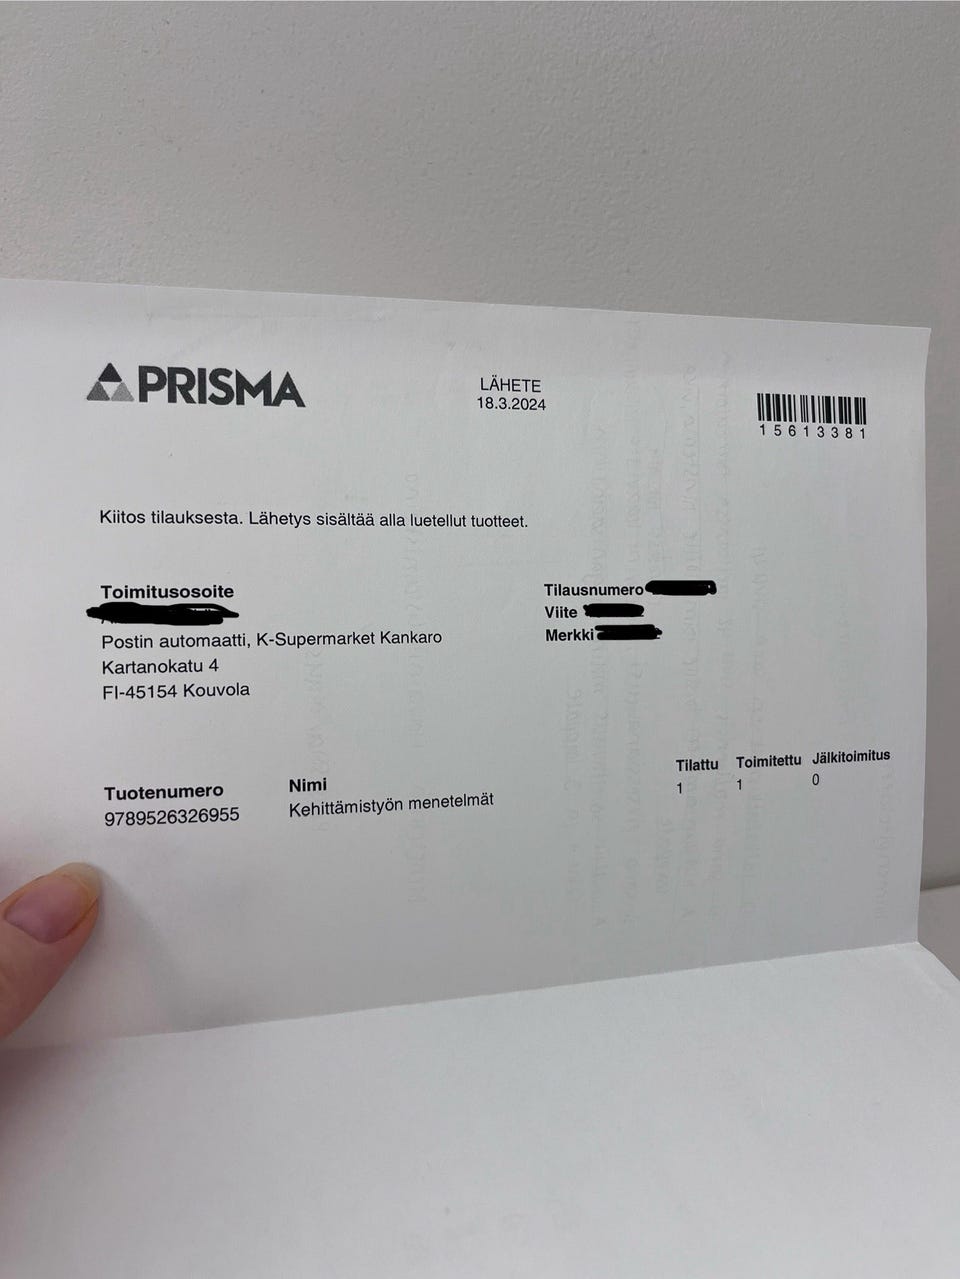 PRISMA
LÄHETE
18.3.2024
15613381
Kiitos tilauksesta. Lähetys sisältää alla luetellut tuotteet.
Toimitusosoite
Postin automaatti, K-Supermarket Kankaro
Kartanokatu 4
FI-45154 Kouvola
Tilausnumero
Viite
Merkki
Tuotenumero Nimi Tilattu Toimitettu Jälkitoimitus
9789526326955 Kehittämistyön menetelmät 1 1 0